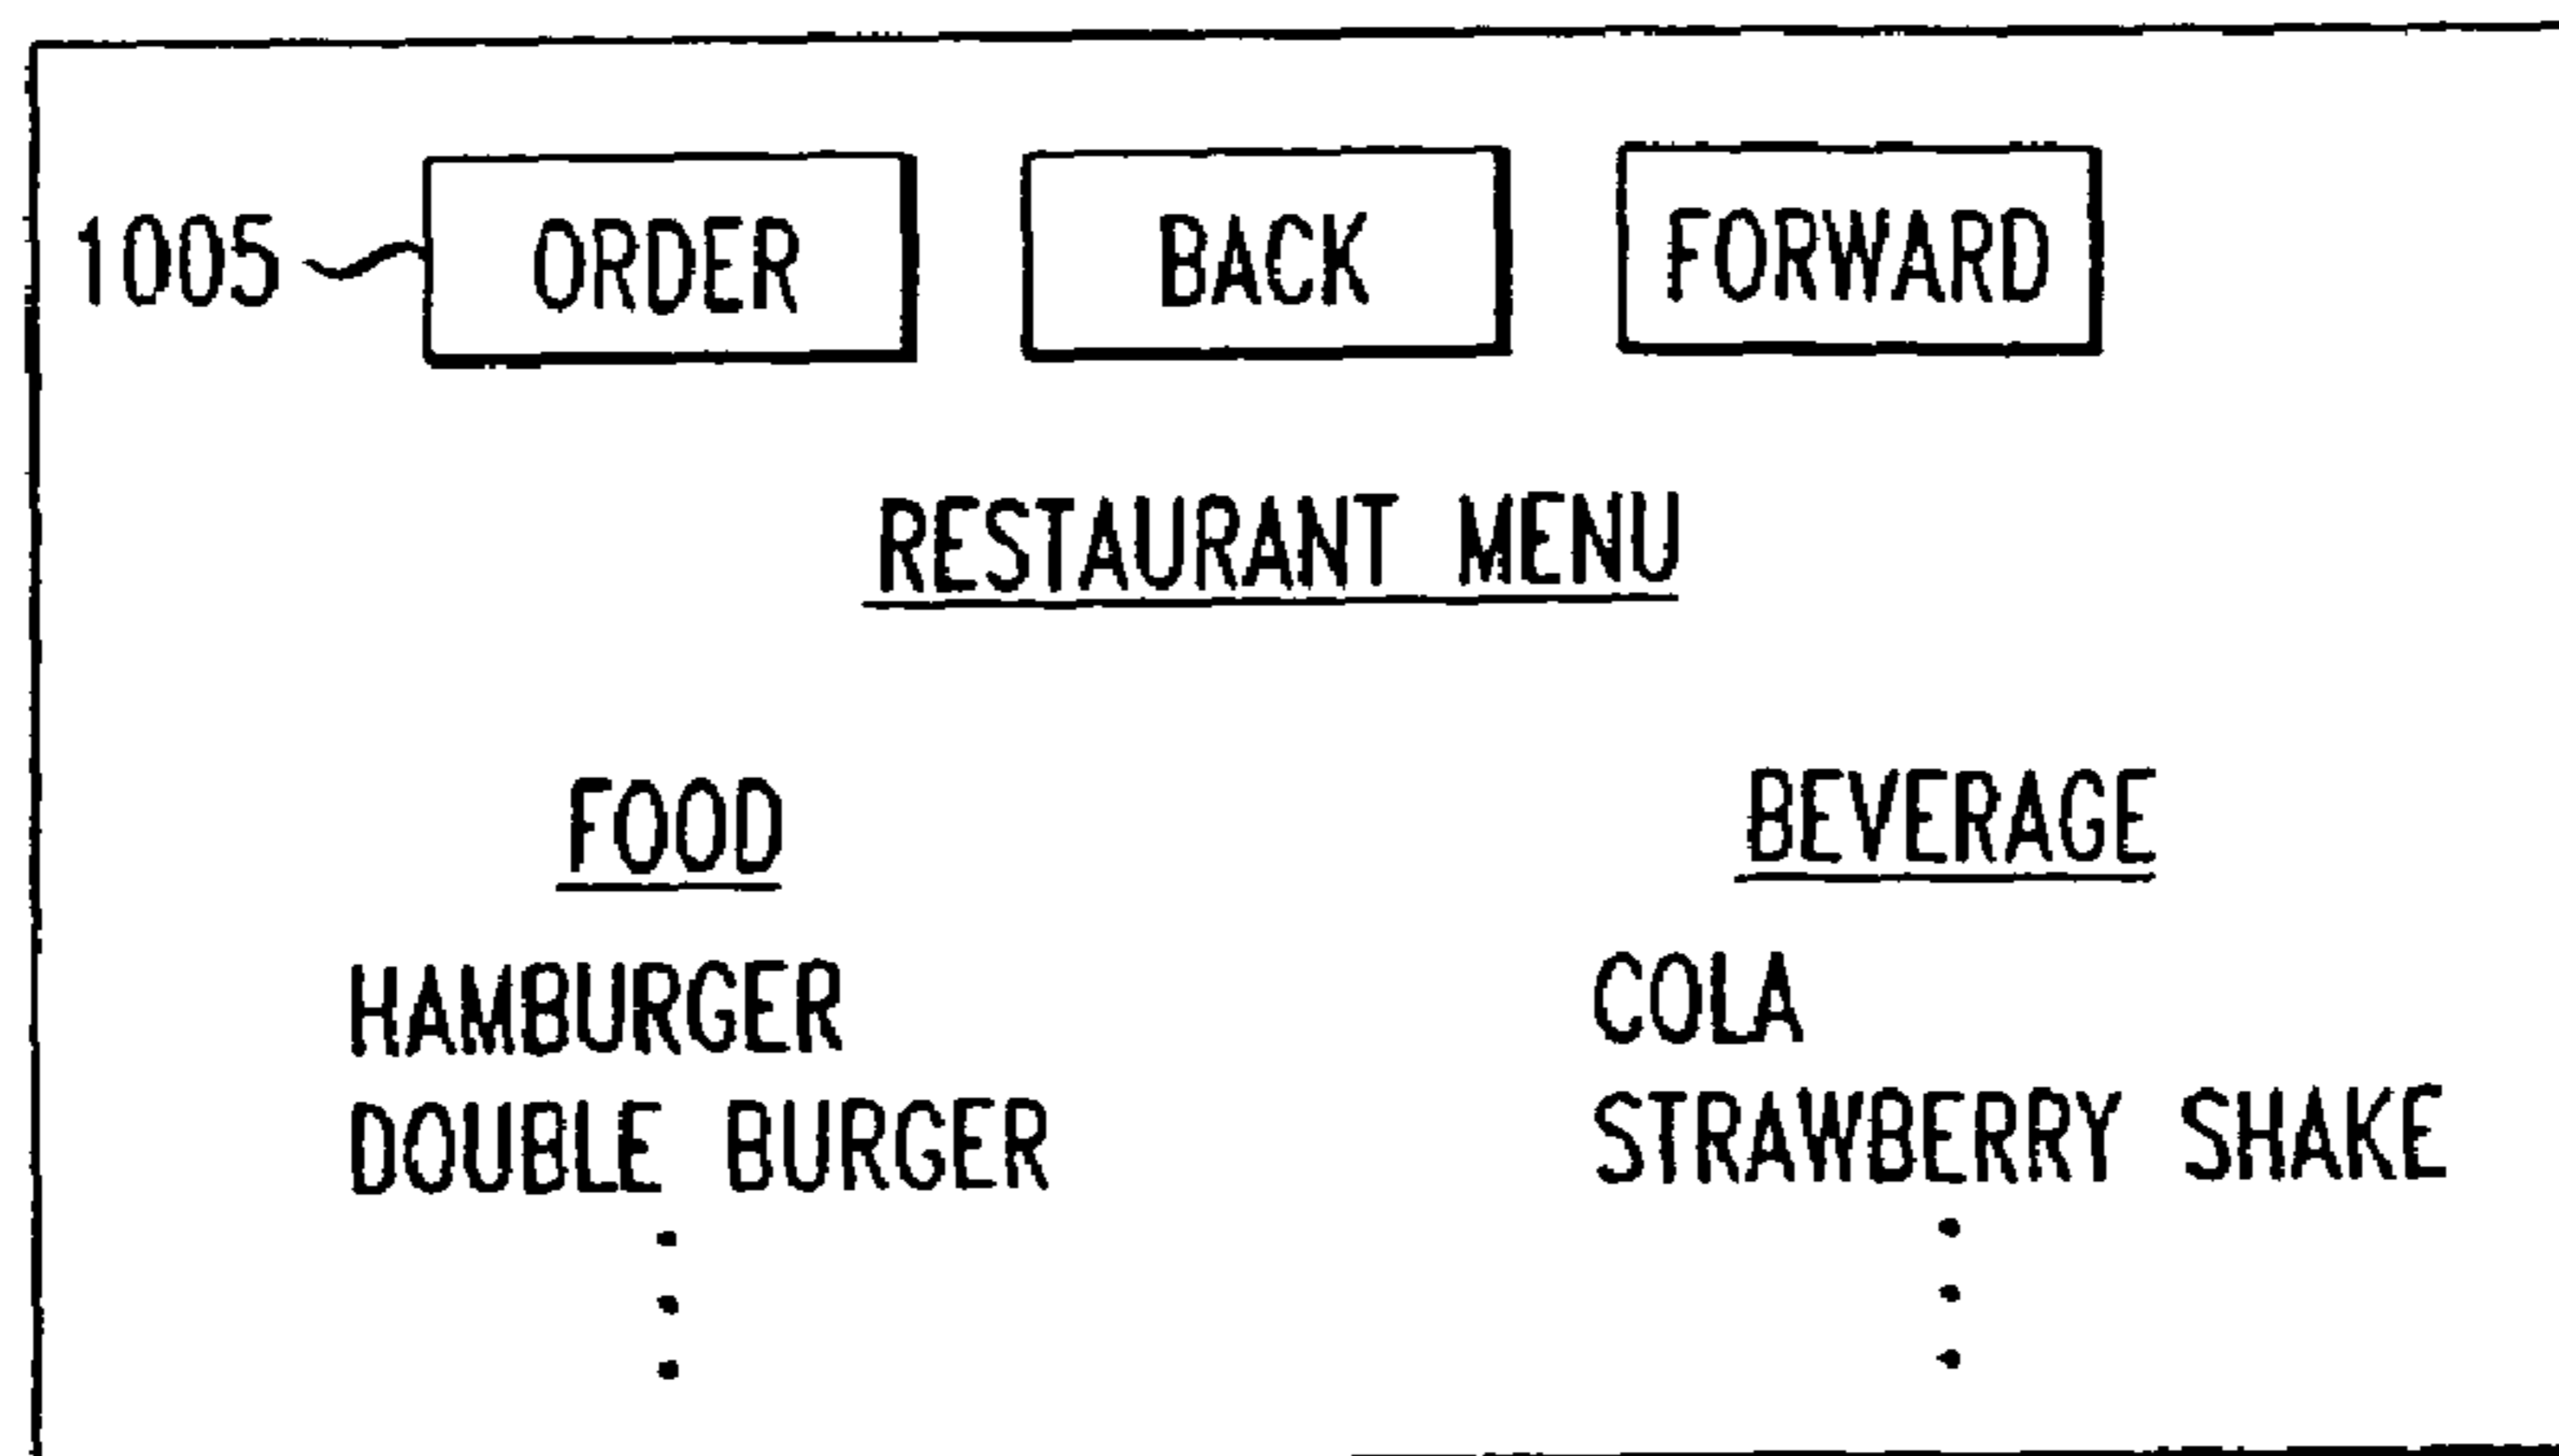 1005 ORDER BACK FORWARD
RESTAURANT MENU
FOOD BEVERAGE
HAMBURGER COLA
DOUBLE BURGER STRAWBERRY SHAKE